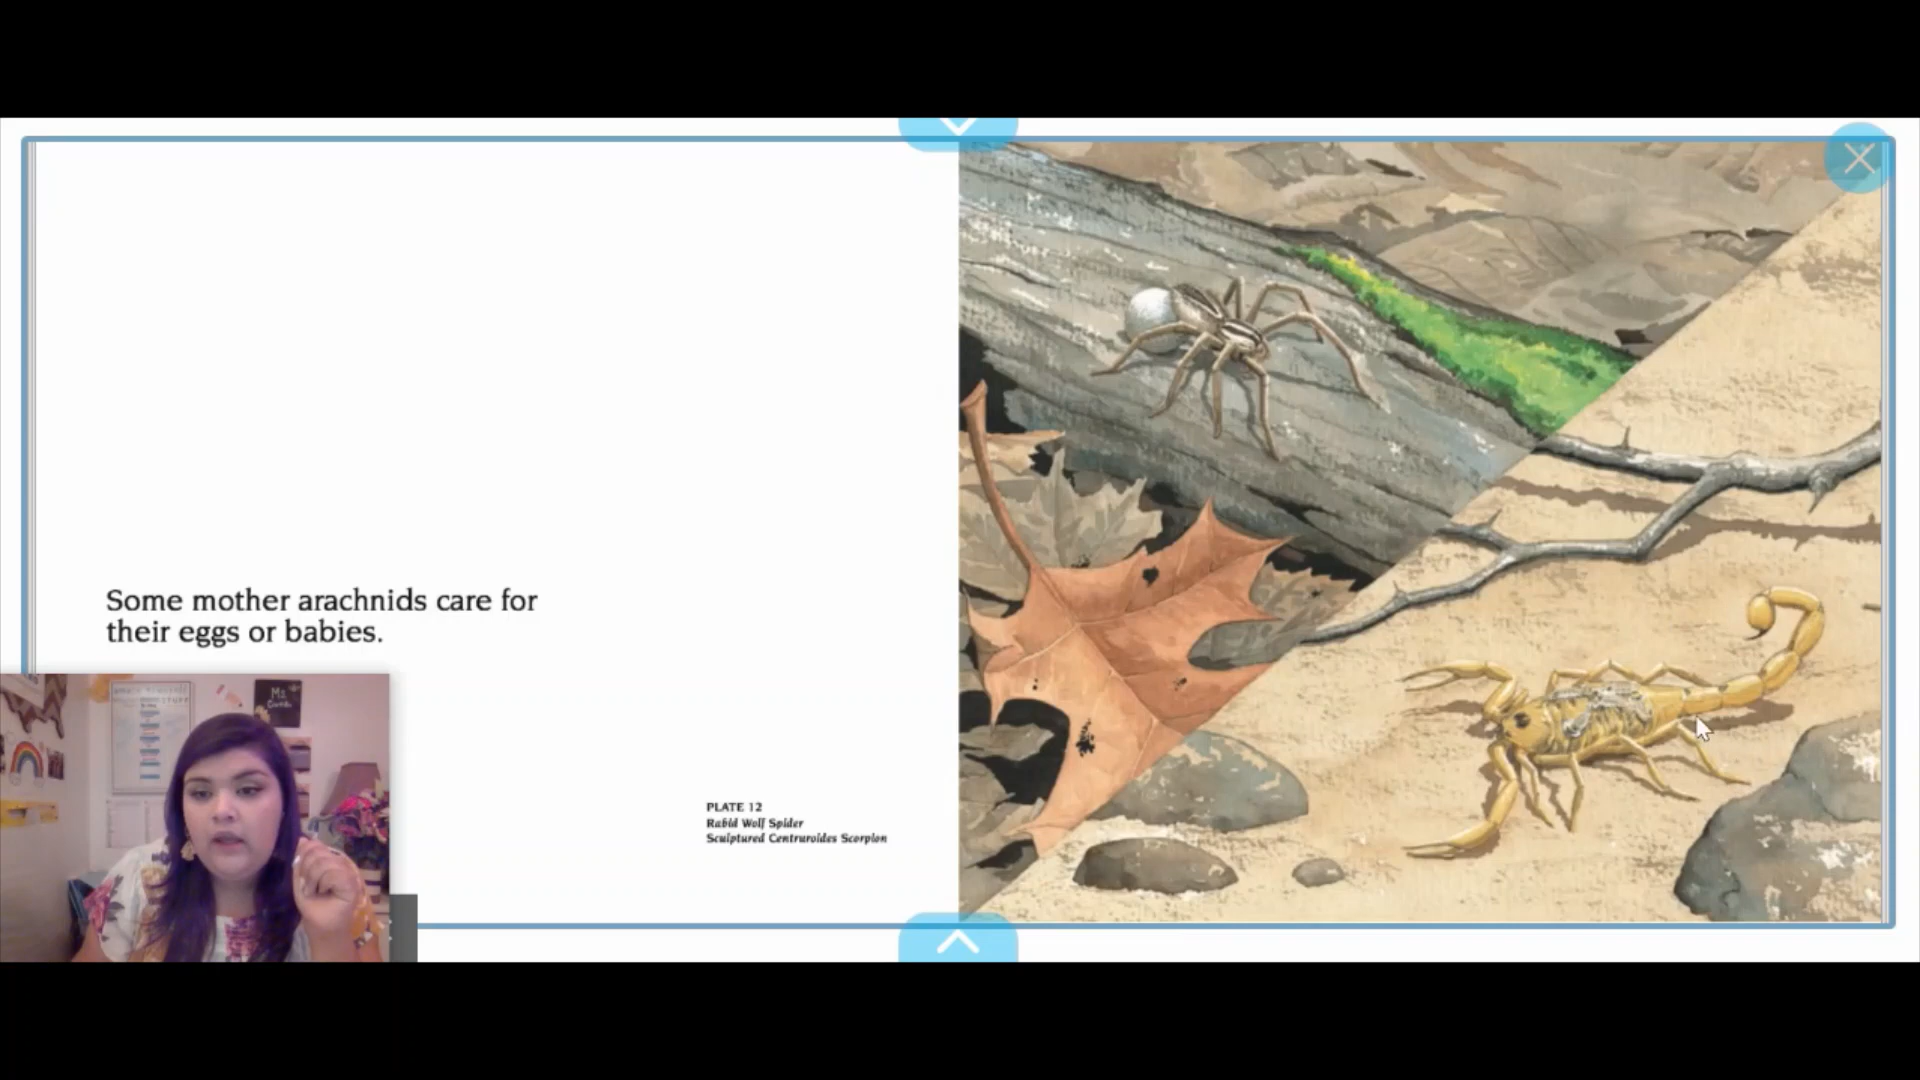 Some mother arachnids care for
their eggs or babies.
PLATE 12
Rabid Wolf Spider
Sculptured Centruroides Scorpion